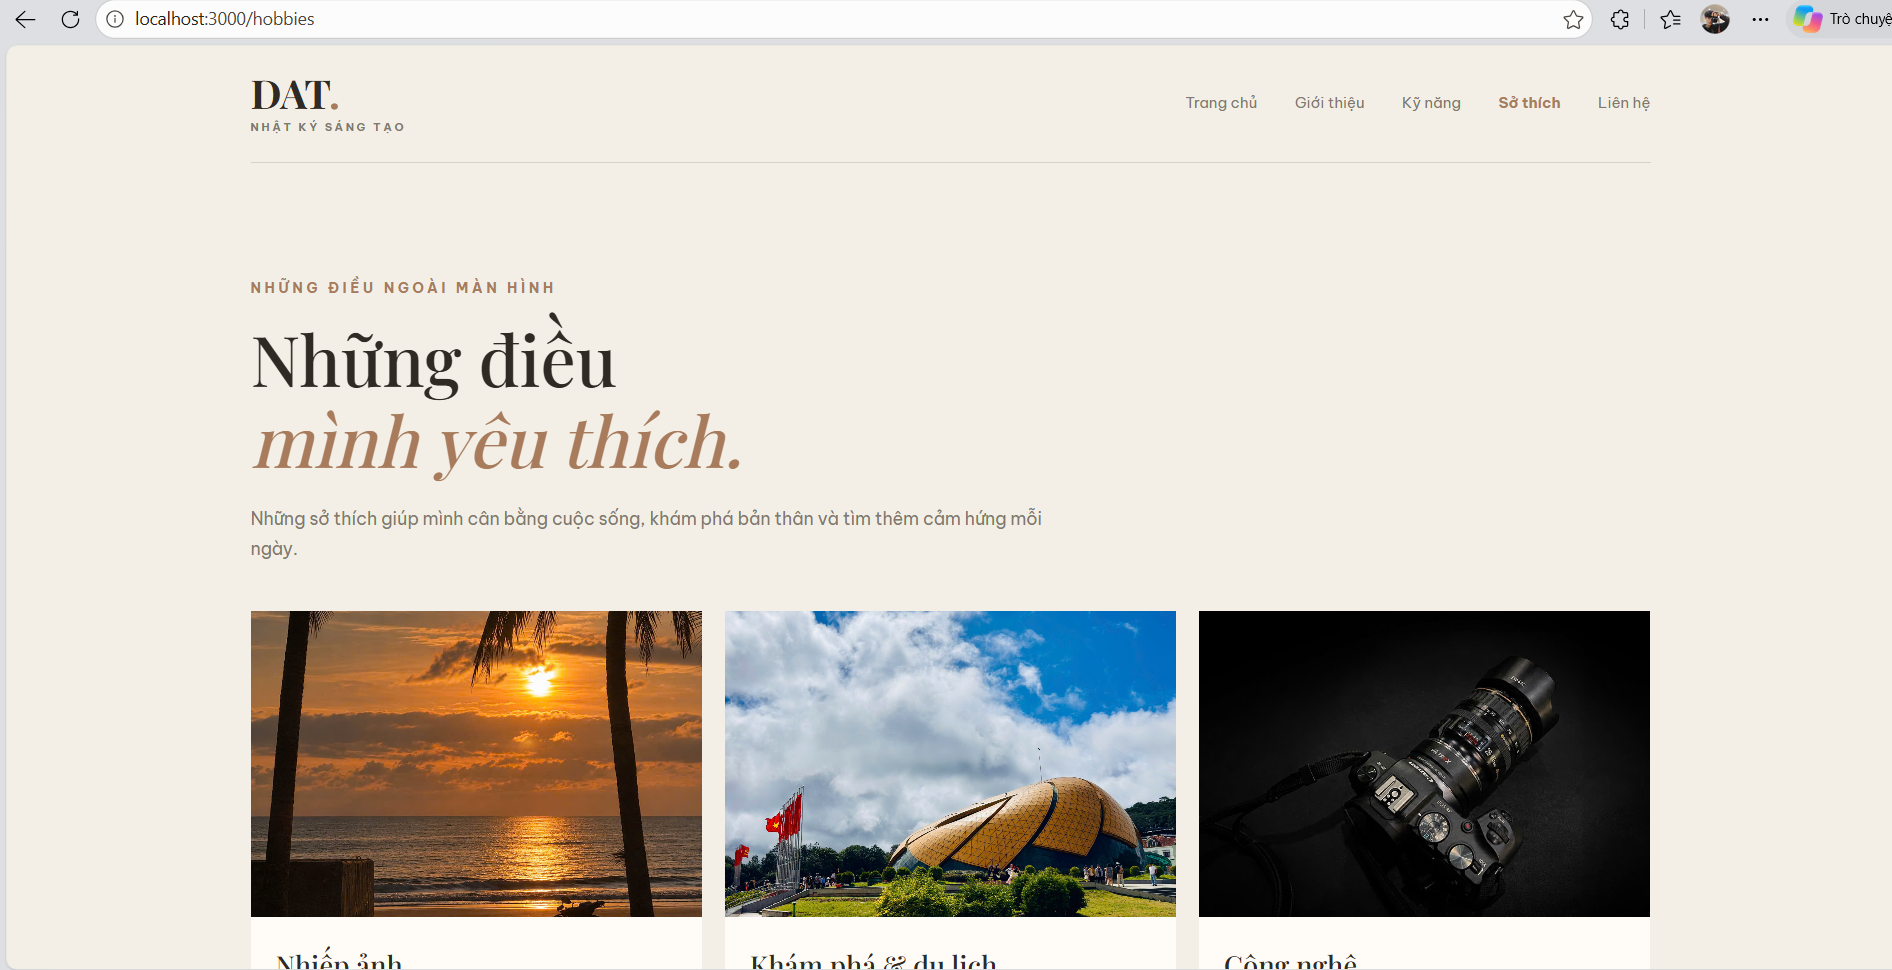 localhost:3000/hobbies
Trò chuyệ
DAT.
NHẬT KÝ SÁNG TẠO
Trang chủ
Giới thiệu
Kỹ năng
Sở thích
Liên hệ
NHỮNG ĐIỀU NGOÀI MÀN HÌNH
Những điều
mình yêu thích.
Những sở thích giúp mình cân bằng cuộc sống, khám phá bản thân và tìm thêm cảm hứng mỗi
ngày.
Nhiếp ảnh
Khám phá & du lịch
Công nghệ